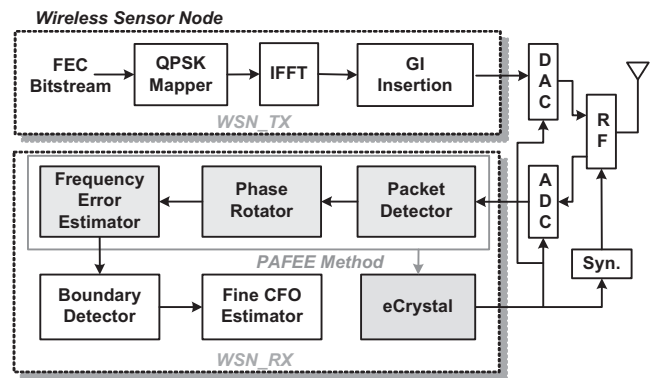 Wireless Sensor Node
FEC
Bitstream
QPSK
Mapper
IFFT
GI
Insertion
WSN_TX
D
A
C
R
F
Frequency
Error
Estimator
Phase
Rotator
Packet
Detector
A
D
C
PAFEE Method
Syn.
Boundary
Detector
Fine CFO
Estimator
eCrystal
WSN_RX